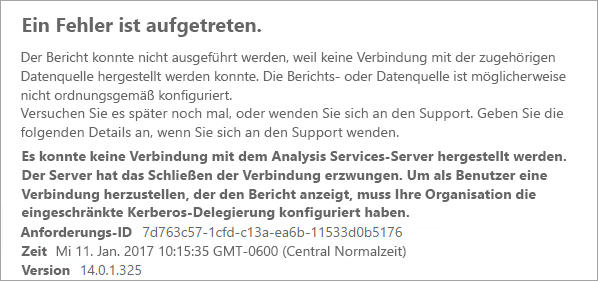 Ein Fehler ist aufgetreten.
Der Bericht konnte nicht ausgeführt werden, weil keine Verbindung mit der zugehörigen
Datenquelle hergestellt werden konnte. Die Berichts- oder Datenquelle ist möglicherweise
nicht ordnungsgemäß konfiguriert.
Versuchen Sie es später noch mal, oder wenden Sie sich an den Support. Geben Sie die
folgenden Details an, wenn Sie sich an den Support wenden.
Es konnte keine Verbindung mit dem Analysis Services-Server hergestellt werden.
Der Server hat das Schließen der Verbindung erzwungen. Um als Benutzer eine
Verbindung herzustellen, der den Bericht anzeigt, muss Ihre Organisation die
eingeschränkte Kerberos-Delegierung konfiguriert haben.
Anforderungs-ID 7d763c57-1cfd-c13a-ea6b-11533d0b5176
Zeit Mi 11. Jan. 2017 10:15:35 GMT-0600 (Central Normalzeit)
Version 14.0.1.325